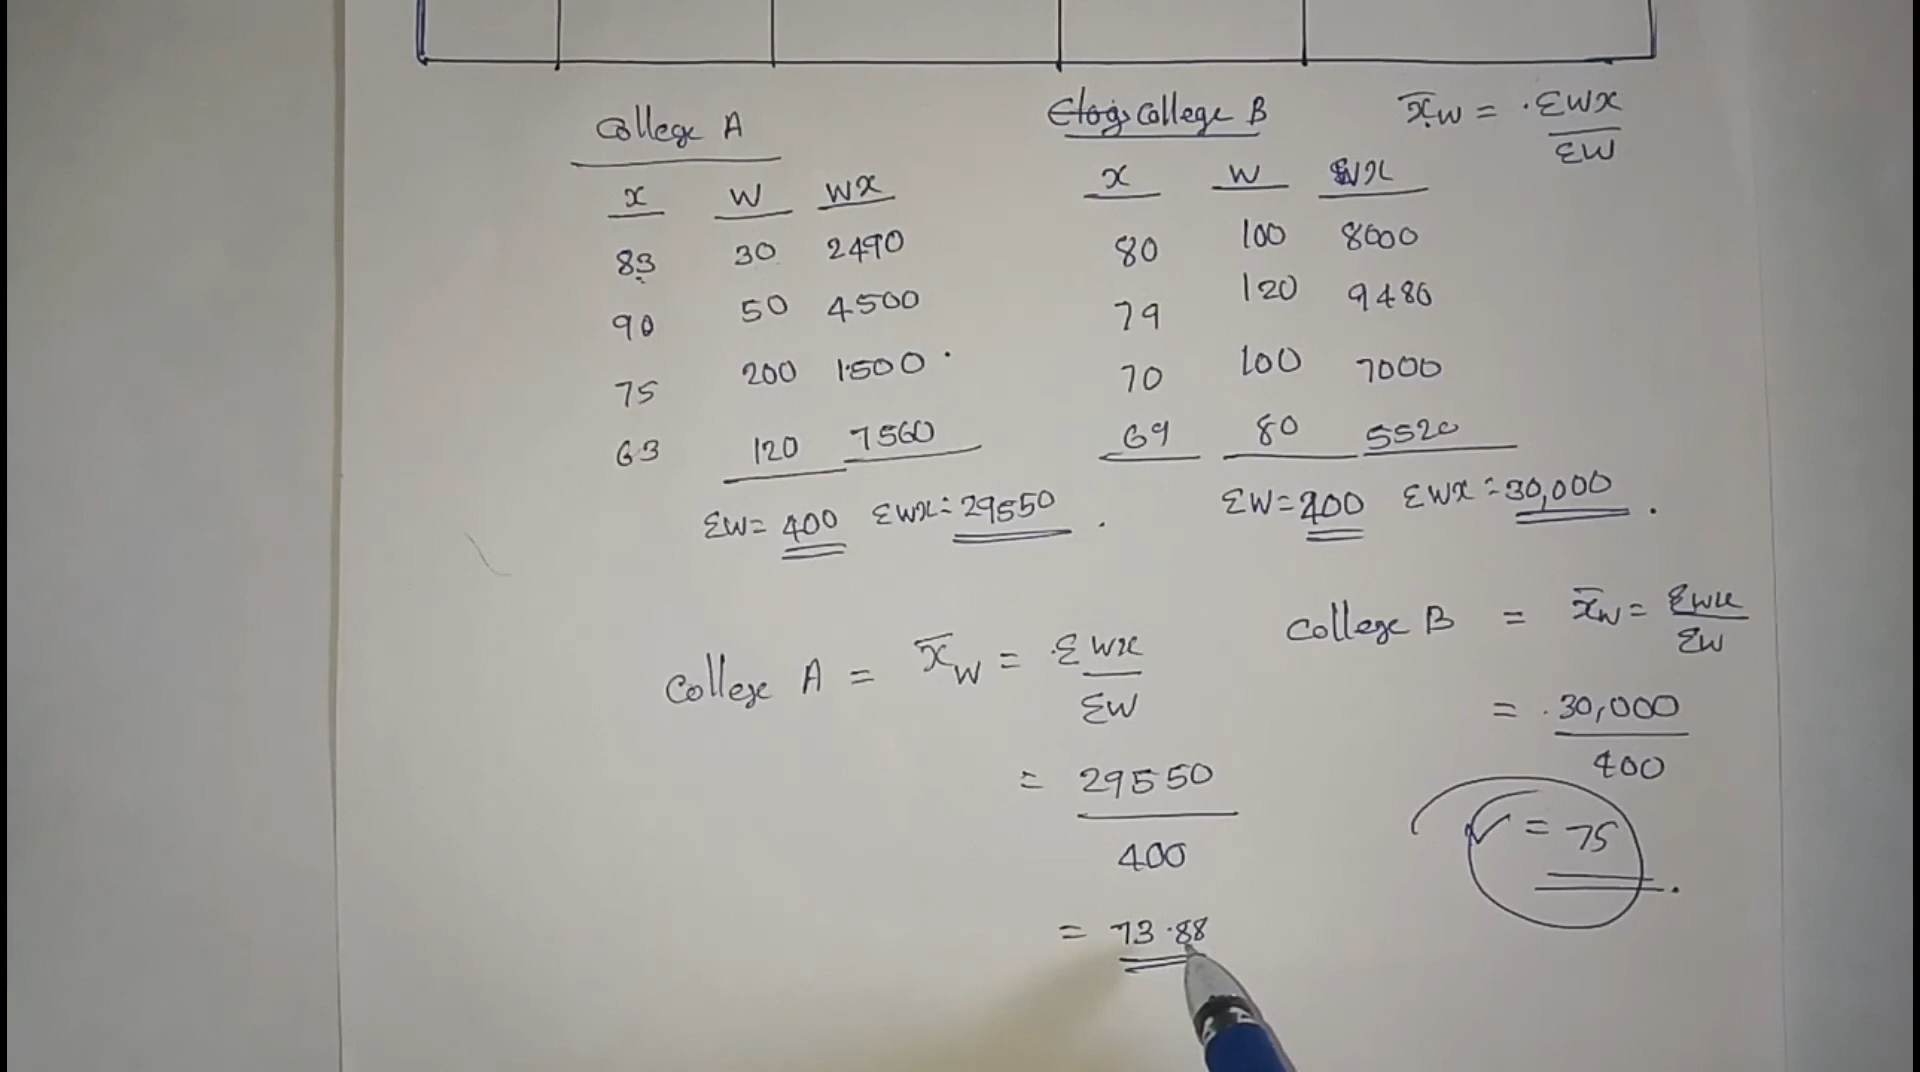 College A
x W Wx
83 30 2490
90 50 4500
75 200 1500
63 120 7560
ΣW= 400 Σwx= 29550
College B
x W Wx
80 100 8000
79 120 9480
70 100 7000
69 80 5520
ΣW=400 ΣWx=30,000
x̄w = ΣWx / ΣW
College A = x̄w = Σwx / ΣW
= 29550 / 400
= 73.88
College B = x̄w = Σwx / Σw
= 30,000 / 400
= 75